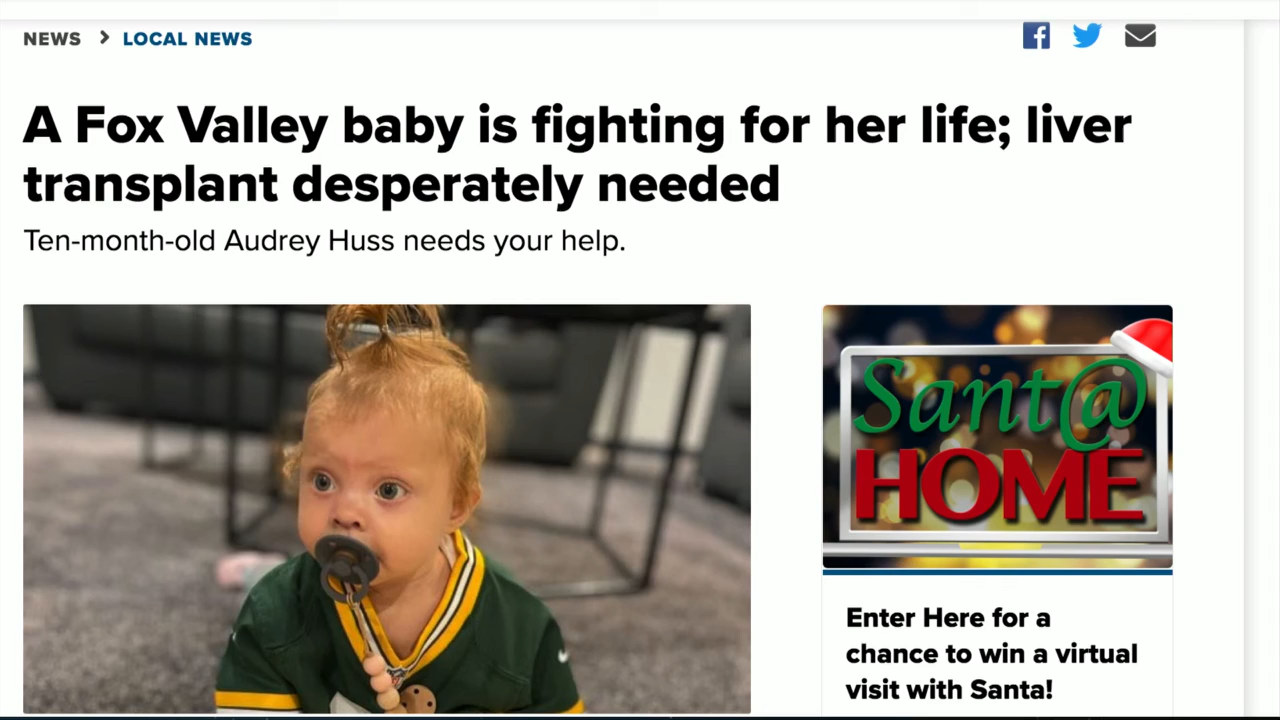 NEWS > LOCAL NEWS
A Fox Valley baby is fighting for her life; liver
transplant desperately needed
Ten-month-old Audrey Huss needs your help.
Sant@
HOME
Enter Here for a
chance to win a virtual
visit with Santa!